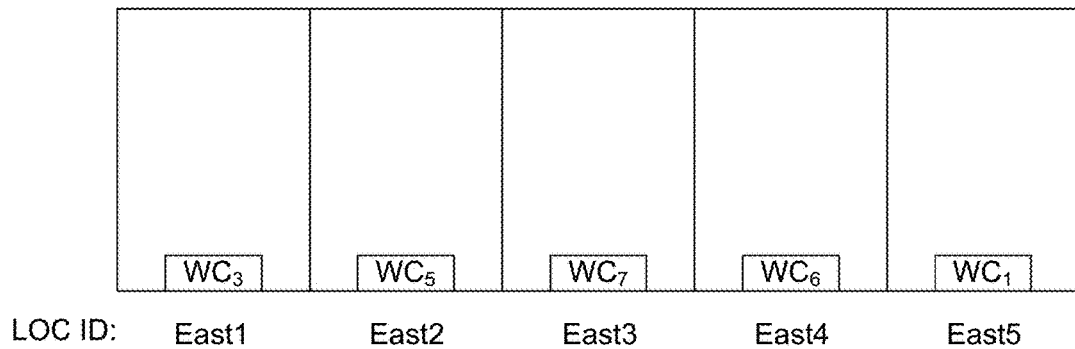 WC₃ WC₅ WC₇ WC₆ WC₁
LOC ID: East1 East2 East3 East4 East5